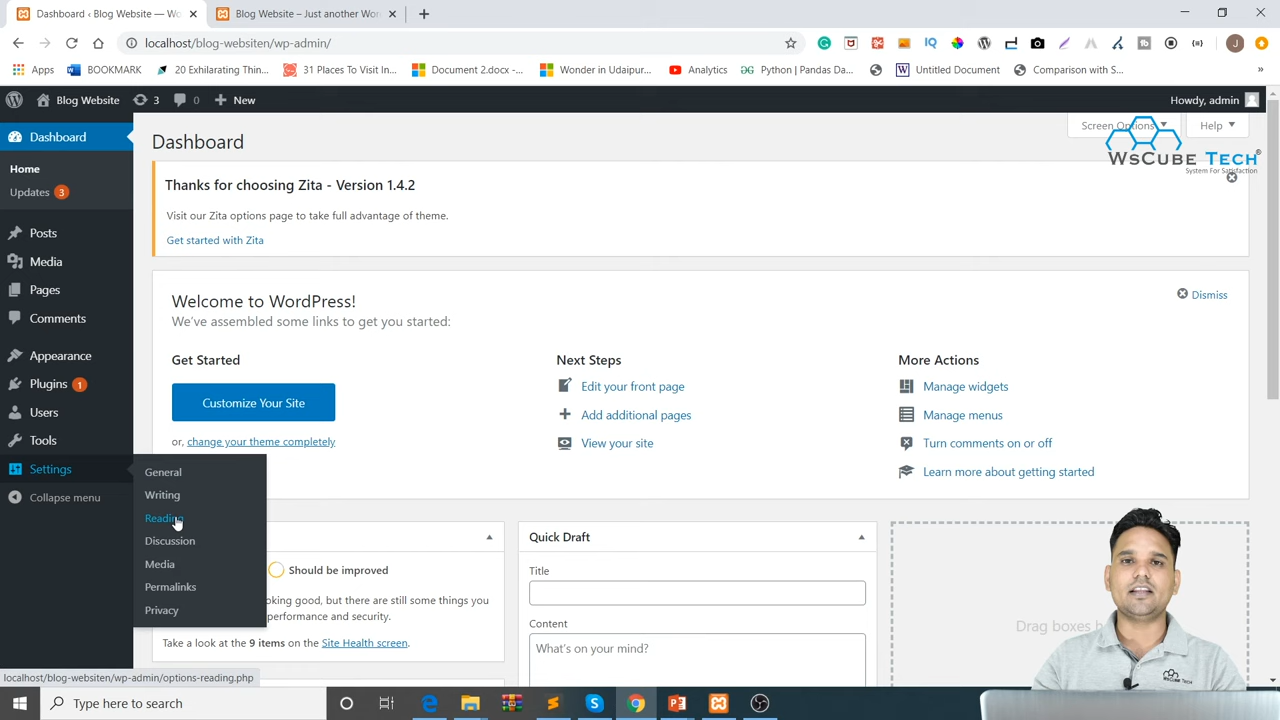 Dashboard ‹ Blog Website — Wo
Blog Website – Just another Wor
localhost/blog-websiten/wp-admin/
Apps
BOOKMARK
20 Exhilarating Thin...
31 Places To Visit In...
Document 2.docx -...
Wonder in Udaipur...
Analytics
Python | Pandas Da...
Untitled Document
Comparison with S...
Blog Website
3
0
New
Howdy, admin
Dashboard
Home
Updates 3
Posts
Media
Pages
Comments
Appearance
Plugins 1
Users
Tools
Settings
Collapse menu
General
Writing
Reading
Discussion
Media
Permalinks
Privacy
Dashboard
Screen Options
Help
WsCube Tech®
System For Satisfaction
Thanks for choosing Zita - Version 1.4.2
Visit our Zita options page to take full advantage of theme.
Get started with Zita
Welcome to WordPress!
We've assembled some links to get you started:
Dismiss
Get Started
Customize Your Site
or, change your theme completely
Next Steps
Edit your front page
Add additional pages
View your site
More Actions
Manage widgets
Manage menus
Turn comments on or off
Learn more about getting started
Should be improved
oking good, but there are still some things you
performance and security.
Take a look at the 9 items on the Site Health screen.
Quick Draft
Title
Content
What's on your mind?
Drag boxes h
WsCube Tech
localhost/blog-websiten/wp-admin/options-reading.php
Type here to search